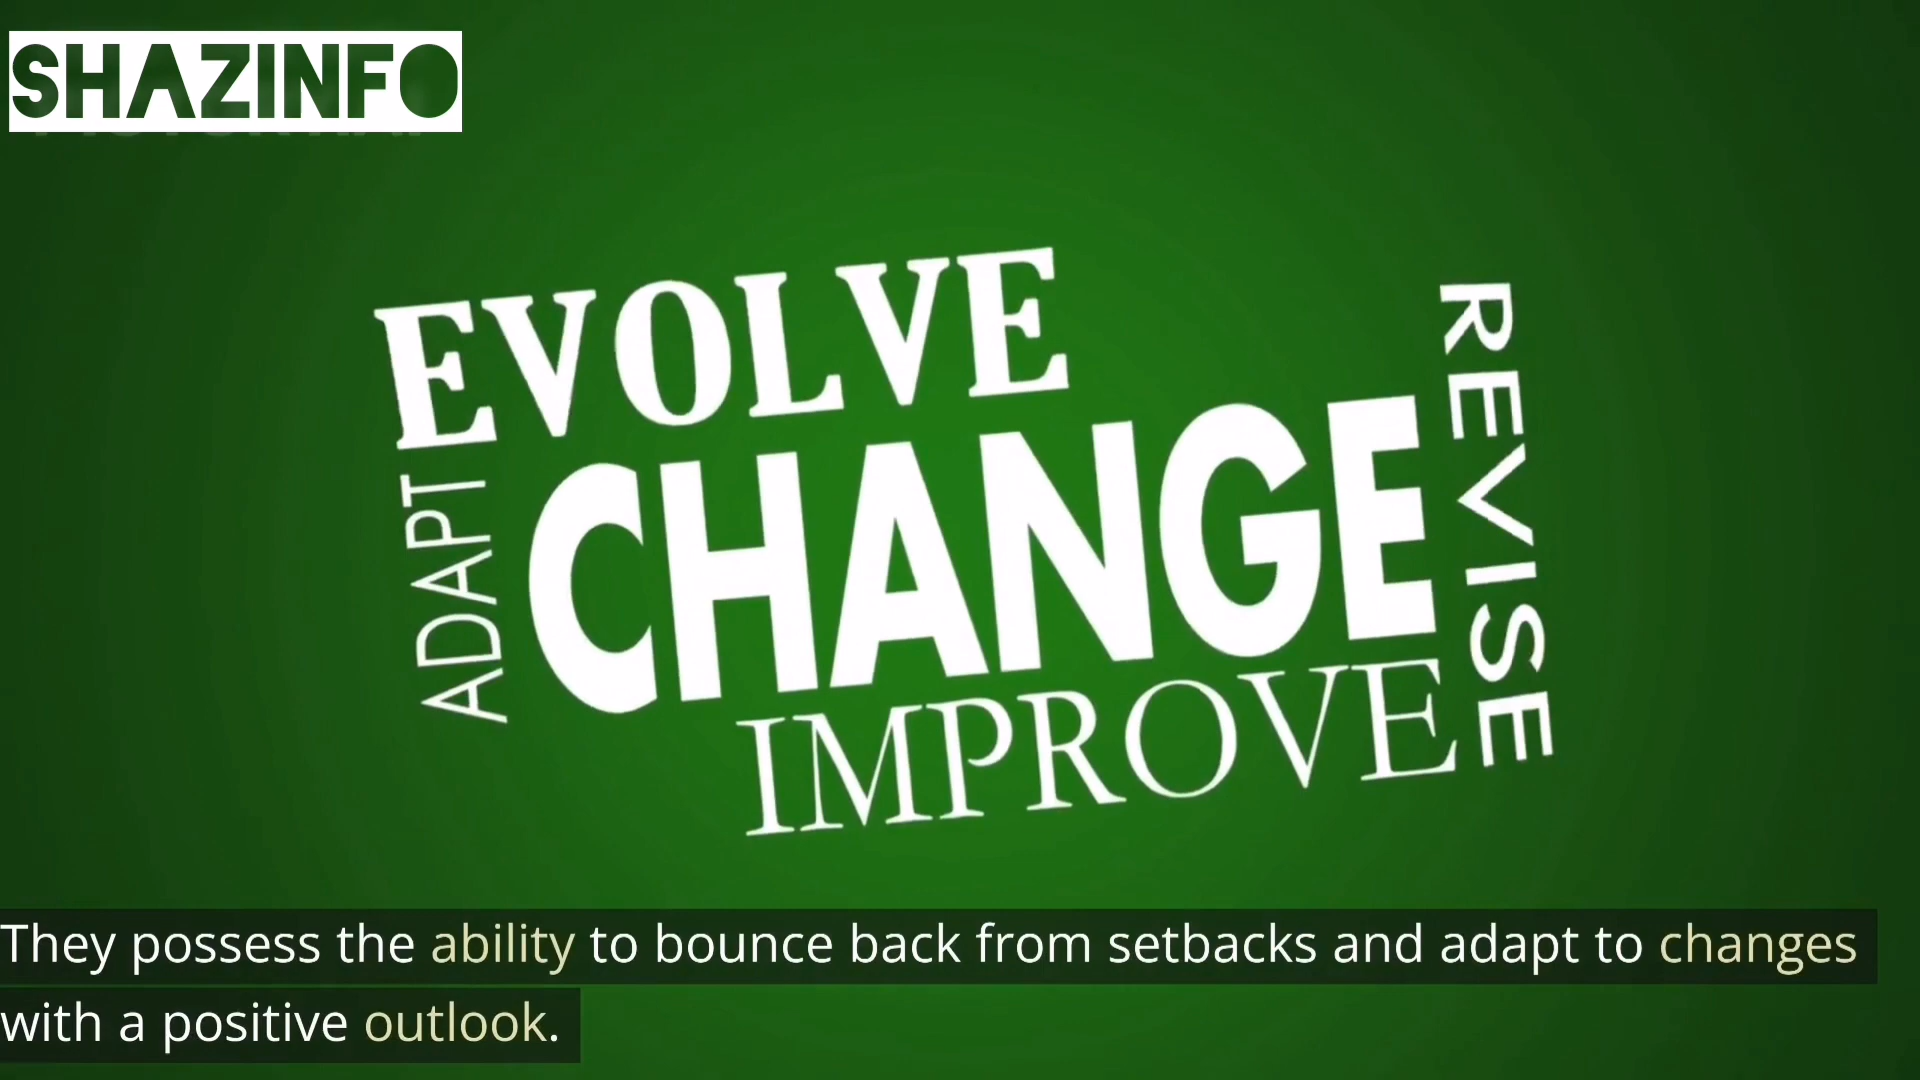 SHAZINFO
EVOLVE
REVISE
ADAPT
CHANGE
IMPROVE
They possess the ability to bounce back from setbacks and adapt to changes
with a positive outlook.